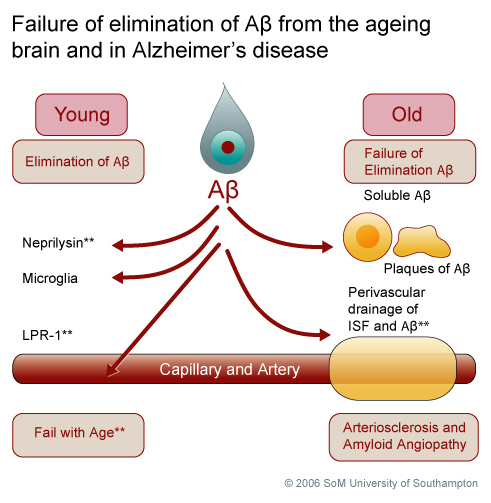 Failure of elimination of Aβ from the ageing
brain and in Alzheimer's disease
Young
Old
Elimination of Aβ
Failure of
Elimination Aβ
Aβ
Soluble Aβ
Neprilysin**
Microglia
Plaques of Aβ
Perivascular
drainage of
ISF and Aβ**
LPR-1**
Capillary and Artery
Fail with Age**
Arteriosclerosis and
Amyloid Angiopathy
© 2006 SoM University of Southampton